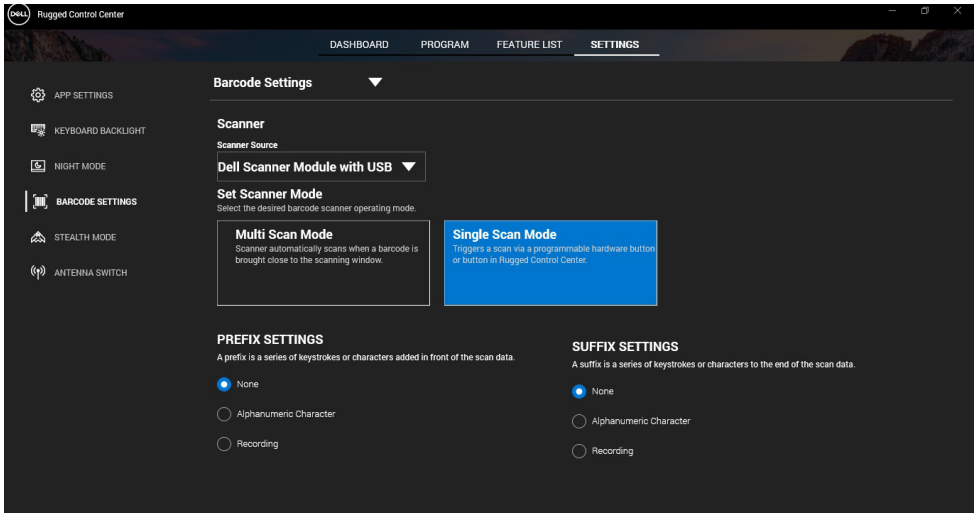 DELL
Rugged Control Center
DASHBOARD PROGRAM FEATURE LIST SETTINGS
APP SETTINGS
KEYBOARD BACKLIGHT
NIGHT MODE
BARCODE SETTINGS
STEALTH MODE
ANTENNA SWITCH
Barcode Settings
Scanner
Scanner Source
Dell Scanner Module with USB
Set Scanner Mode
Select the desired barcode scanner operating mode.
Multi Scan Mode
Scanner automatically scans when a barcode is
brought close to the scanning window.
Single Scan Mode
Triggers a scan via a programmable hardware button
or button in Rugged Control Center.
PREFIX SETTINGS
A prefix is a series of keystrokes or characters added in front of the scan data.
None
Alphanumeric Character
Recording
SUFFIX SETTINGS
A suffix is a series of keystrokes or characters to the end of the scan data.
None
Alphanumeric Character
Recording